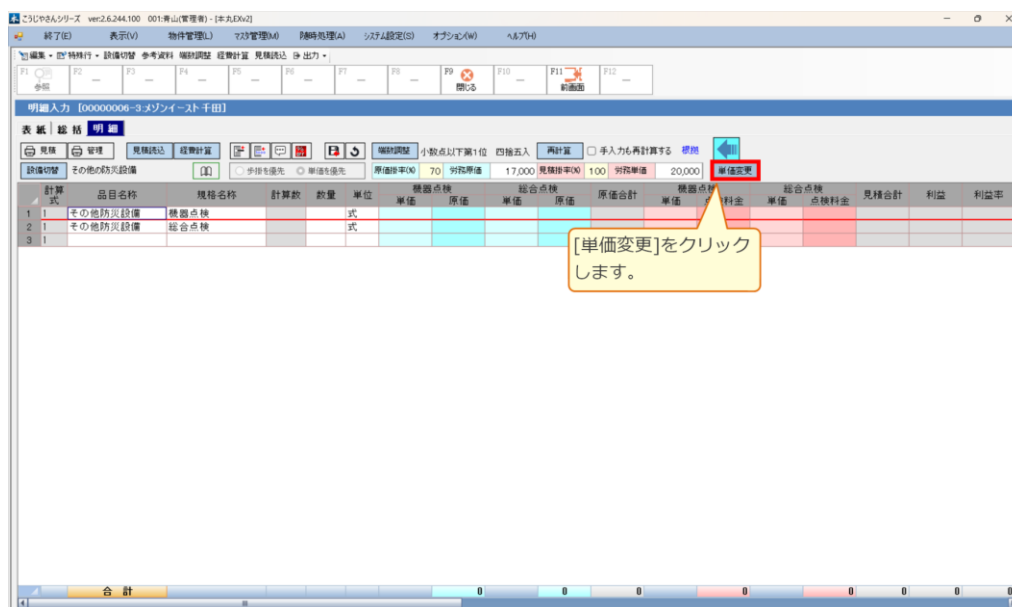 こうじやさんシリーズ ver.2.6.244.100 001:青山(管理者) - [本丸EXv2]
終了(E) 表示(V) 物件管理(L) マスタ管理(M) 随時処理(A) システム設定(S) オプション(W) ヘルプ(H)
編集 特殊行 設備切替 参考資料 端数調整 経費計算 見積読込 出力
F1 F2 F3 F4 F5 F6 F7 F8 F9 F10 F11 F12
参照 閉じる 前画面
明細入力 [00000006-3:メゾンイースト千田]
表紙 総括 明細
見積 管理 見積読込 経費計算 端数調整 小数点以下第1位 四捨五入 再計算 手入力も再計算する 根拠
設備切替 その他の防災設備 歩掛を優先 単価を優先 原価掛率(%) 70 労務原価 17,000 見積掛率(%) 100 労務単価 20,000 単価変更
計算式 品目名称 規格名称 計算数 数量 単位 機器点検 総合点検 原価合計 機器点検 総合点検 見積合計 利益 利益率
単価 原価 単価 原価 単価 点検料金 単価 点検料金
1 1 その他防災設備 機器点検 式
2 1 その他防災設備 総合点検 式
3 1
[単価変更]をクリック
します。
合計 0 0 0 0 0 0 0 0